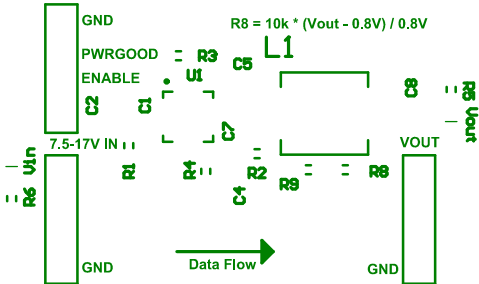 GND
R8 = 10k * (Vout - 0.8V) / 0.8V
L1
PWRGOOD
R3
C5
ENABLE
U1
C8
R5 Vout
C2
C1
C7
7.5-17V IN
VOUT
Vin
R1
R4
R2
R9
R8
R6
C4
Data Flow
GND
GND